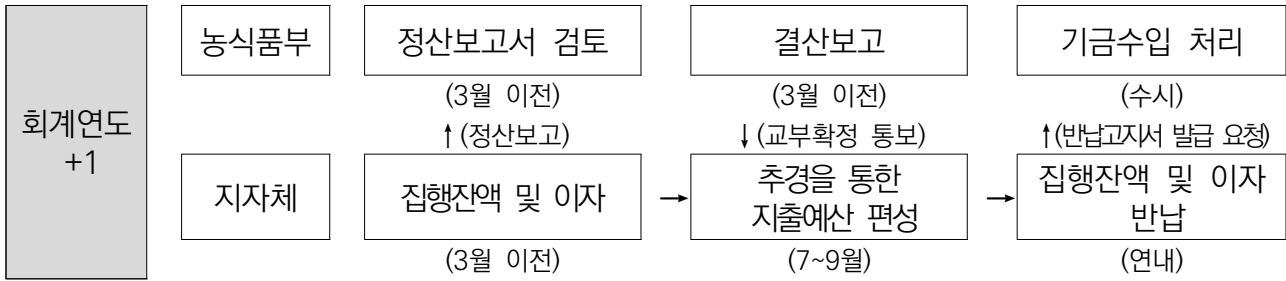 농식품부 정산보고서 검토 결산보고 기금수입 처리
(3월 이전) (3월 이전) (수시)
회계연도
+1
↑(정산보고) ↓(교부확정 통보) ↑(반납고지서 발급 요청)
지자체 집행잔액 및 이자 → 추경을 통한
지출예산 편성 → 집행잔액 및 이자
반납
(3월 이전) (7~9월) (연내)